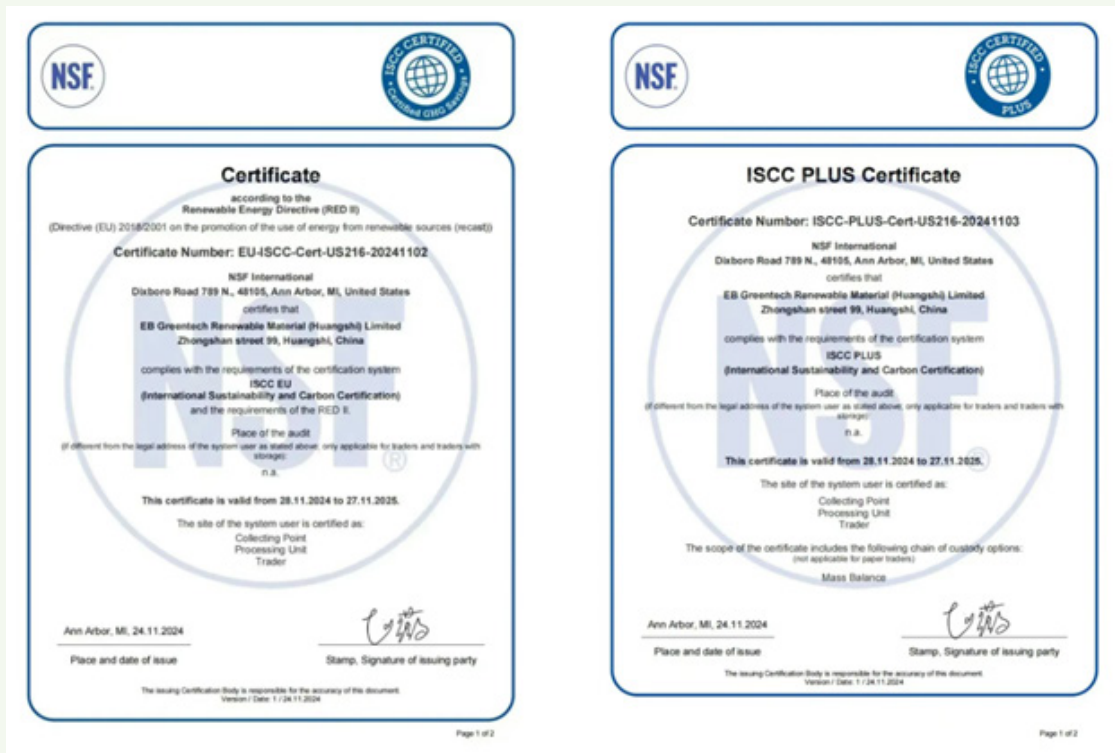 NSF.
ISCC CERTIFIED
Certified GHG Savings
Certificate
according to the
Renewable Energy Directive (RED II)
(Directive (EU) 2018/2001 on the promotion of the use of energy from renewable sources (recast))
Certificate Number: EU-ISCC-Cert-US216-20241102
NSF International
Dixboro Road 789 N., 48105, Ann Arbor, MI, United States
certifies that
EB Greentech Renewable Material (Huangshi) Limited
Zhongshan street 99, Huangshi, China
complies with the requirements of the certification system
ISCC EU
(International Sustainability and Carbon Certification)
and the requirements of the RED II.
Place of the audit
(if different from the legal address of the system user as stated above, only applicable for traders and traders with
storage):
n.a.
This certificate is valid from 28.11.2024 to 27.11.2025.
The site of the system user is certified as:
Collecting Point
Processing Unit
Trader
NSF®
Ann Arbor, MI, 24.11.2024
Place and date of issue
Stamp, Signature of issuing party
The issuing Certification Body is responsible for the accuracy of this document.
Version / Date: 1 / 24.11.2024
Page 1 of 2
NSF.
ISCC CERTIFIED
PLUS
ISCC PLUS Certificate
Certificate Number: ISCC-PLUS-Cert-US216-20241103
NSF International
Dixboro Road 789 N., 48105, Ann Arbor, MI, United States
certifies that
EB Greentech Renewable Material (Huangshi) Limited
Zhongshan street 99, Huangshi, China
complies with the requirements of the certification system
ISCC PLUS
(International Sustainability and Carbon Certification)
Place of the audit
(if different from the legal address of the system user as stated above, only applicable for traders and traders with
storage):
n.a.
This certificate is valid from 28.11.2024 to 27.11.2025.
The site of the system user is certified as:
Collecting Point
Processing Unit
Trader
The scope of the certificate includes the following chain of custody options:
(not applicable for paper traders)
Mass Balance
NSF®
Ann Arbor, MI, 24.11.2024
Place and date of issue
Stamp, Signature of issuing party
The issuing Certification Body is responsible for the accuracy of this document.
Version / Date: 1 / 24.11.2024
Page 1 of 2